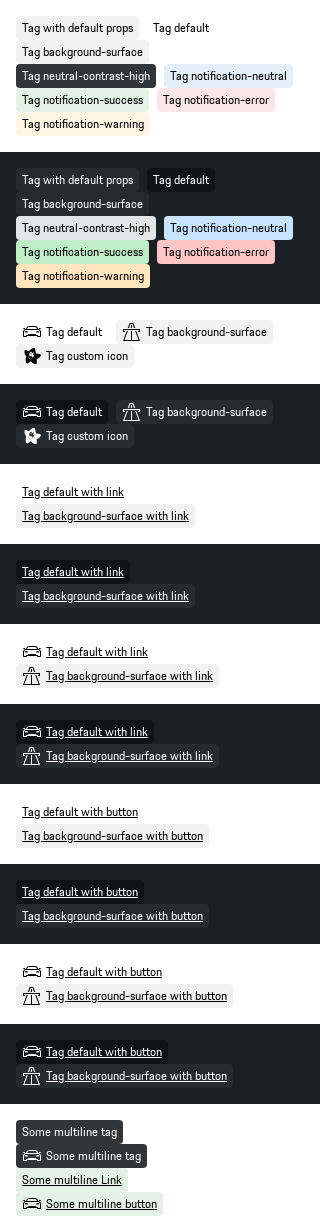 Tag with default props Tag default
Tag background-surface
Tag neutral-contrast-high Tag notification-neutral
Tag notification-success Tag notification-error
Tag notification-warning
Tag with default props Tag default
Tag background-surface
Tag neutral-contrast-high Tag notification-neutral
Tag notification-success Tag notification-error
Tag notification-warning
Tag default Tag background-surface
Tag custom icon
Tag default Tag background-surface
Tag custom icon
Tag default with link
Tag background-surface with link
Tag default with link
Tag background-surface with link
Tag default with link
Tag background-surface with link
Tag default with link
Tag background-surface with link
Tag default with button
Tag background-surface with button
Tag default with button
Tag background-surface with button
Tag default with button
Tag background-surface with button
Tag default with button
Tag background-surface with button
Some multiline tag
Some multiline tag
Some multiline Link
Some multiline button